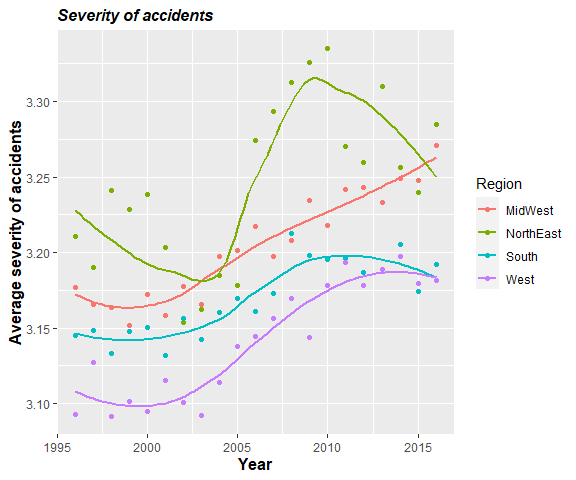 Severity of accidents
Average severity of accidents
3.30
3.25
3.20
3.15
3.10
1995
2000
2005
2010
2015
Year
Region
MidWest
NorthEast
South
West